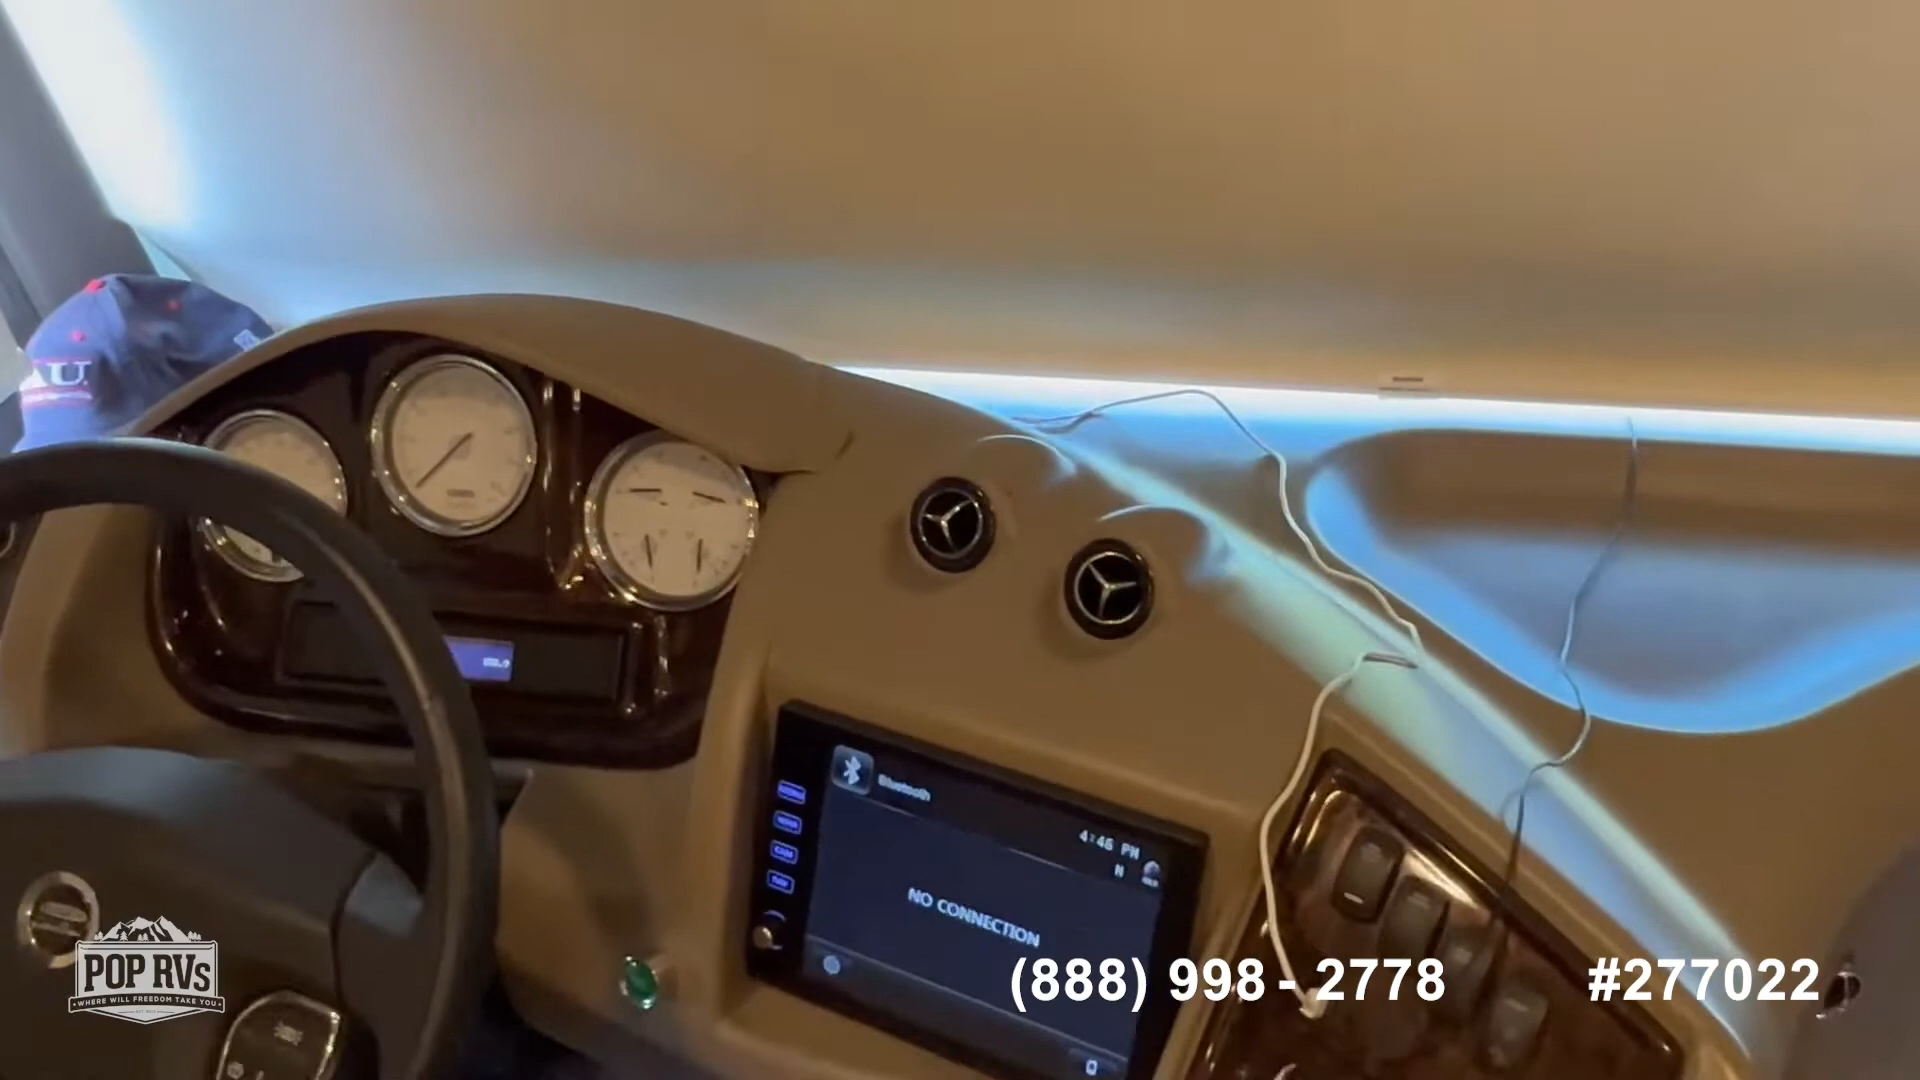 U.
Bluetooth
4:46 PM
N
NO CONNECTION
POP RVs
WHERE WILL FREEDOM TAKE YOU
(888) 998-2778
#277022